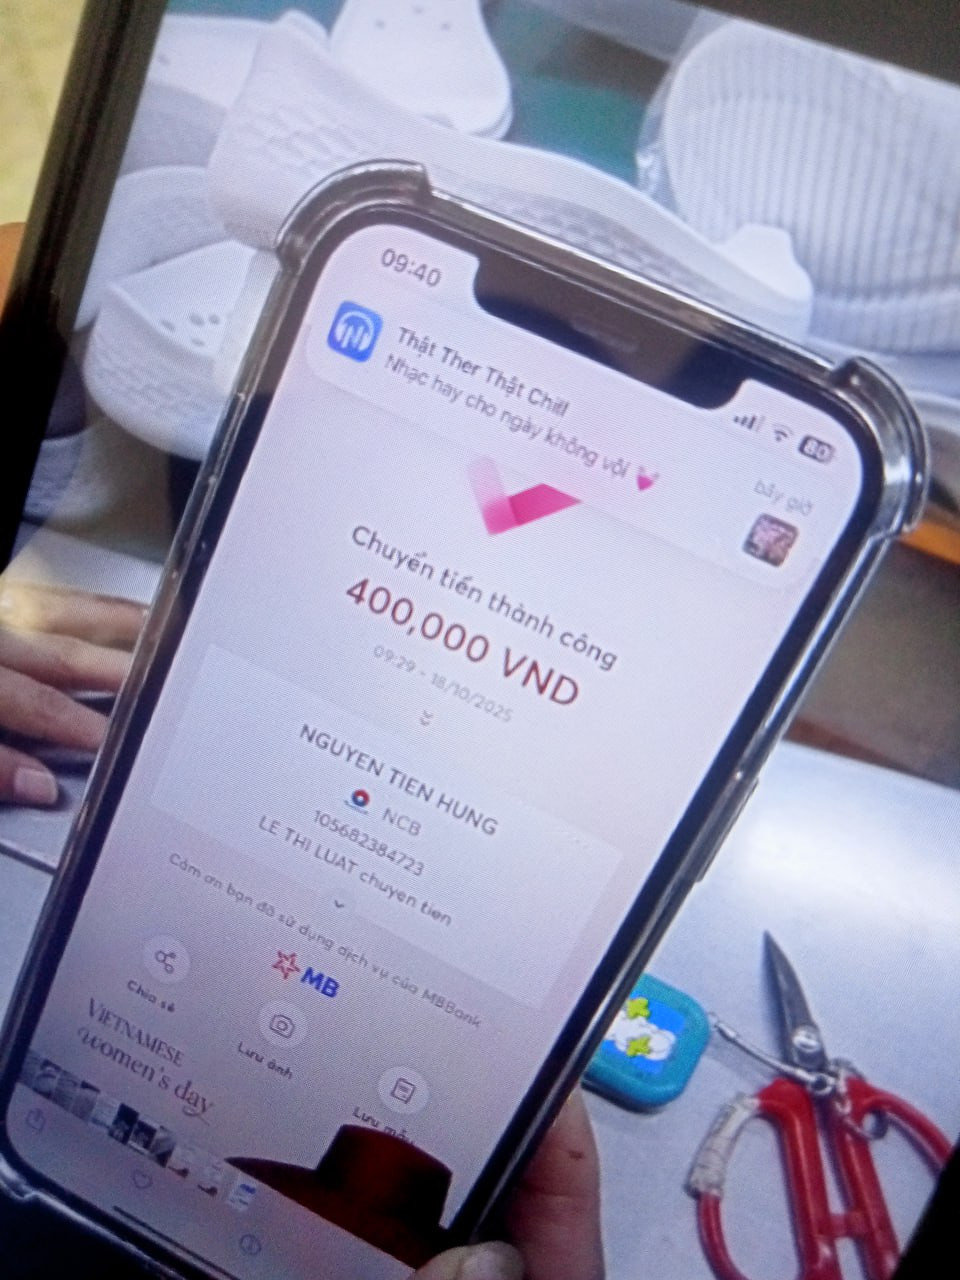 09:40
80
Thật Ther Thật Chill
Nhạc hay cho ngày không vội
bây giờ
Chuyển tiền thành công
400,000 VND
09:29 - 18/10/2025
NGUYEN TIEN HUNG
NCB
105682384723
LE THI LUAT chuyen tien
Cảm ơn bạn đã sử dụng dịch vụ của MBBank
MB
Chia sẻ
Lưu ảnh
Lưu mẫu
VIETNAMESE
women's day